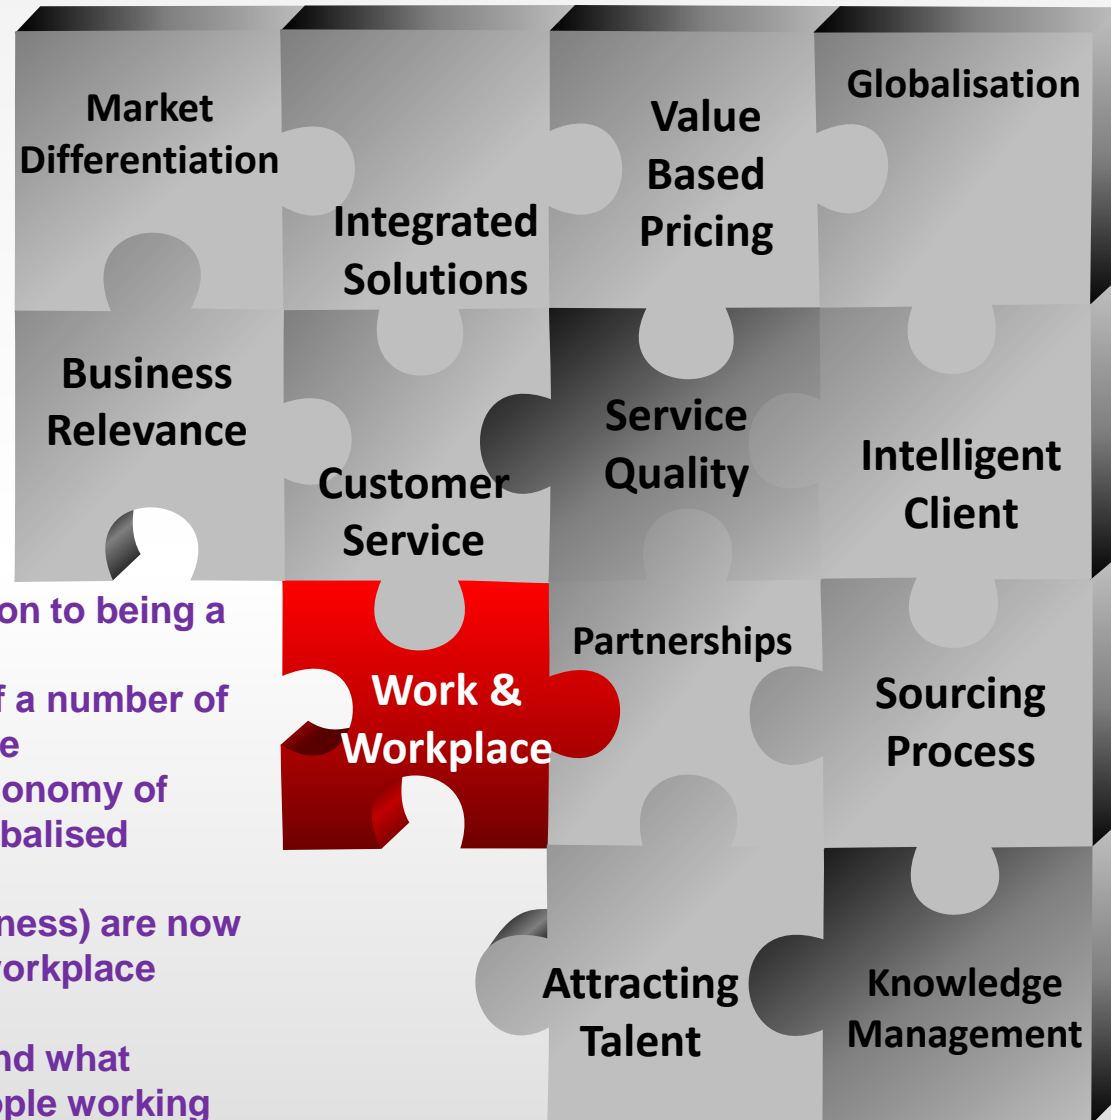 Market
Differentiation
Integrated
Solutions
Value
Based
Pricing
Globalisation
Business
Relevance
Customer
Service
Service
Quality
Intelligent
Client
Work &
Workplace
Partnerships
Sourcing
Process
Attracting
Talent
Knowledge
Management
on to being a
f a number of
e
onomy of
balised
ness) are now
workplace
nd what
ople working